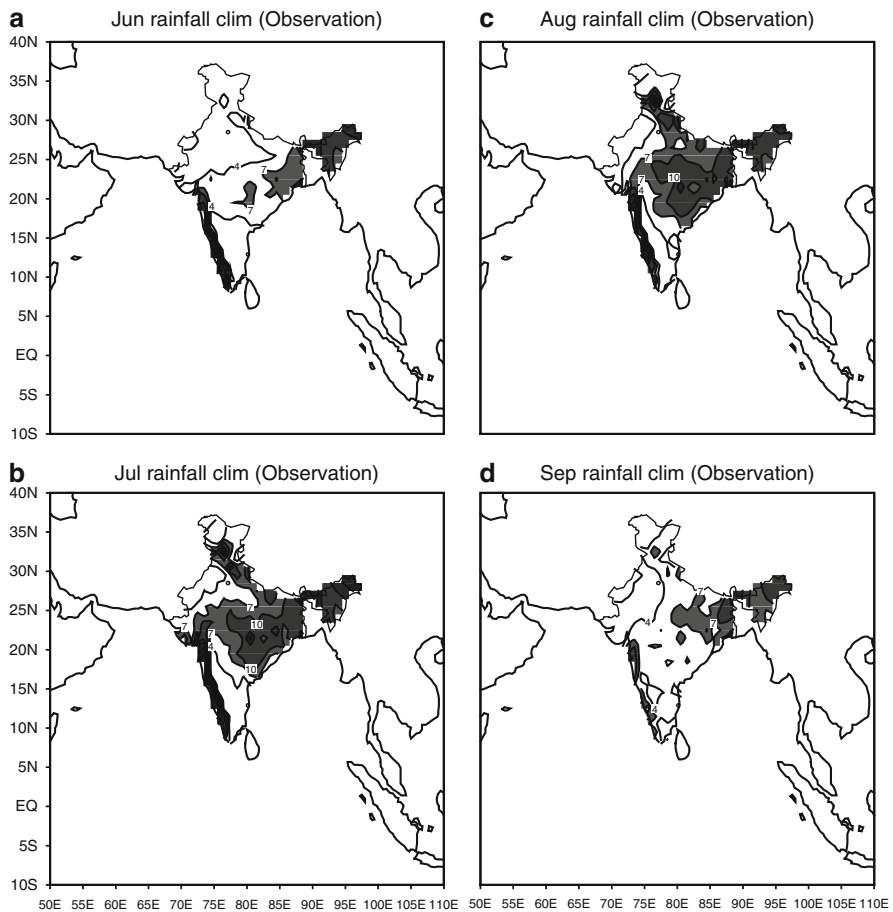 a
Jun rainfall clim (Observation)
40N
35N
30N
25N
20N
15N
10N
5N
EQ
5S
10S
4
7
4
7
c
Aug rainfall clim (Observation)
7
10
7
4
b
Jul rainfall clim (Observation)
40N
35N
30N
25N
20N
15N
10N
5N
EQ
5S
10S
7
7
10
7
4
10
50E 55E 60E 65E 70E 75E 80E 85E 90E 95E 100E 105E 110E
d
Sep rainfall clim (Observation)
7
4
7
4
50E 55E 60E 65E 70E 75E 80E 85E 90E 95E 100E 105E 110E